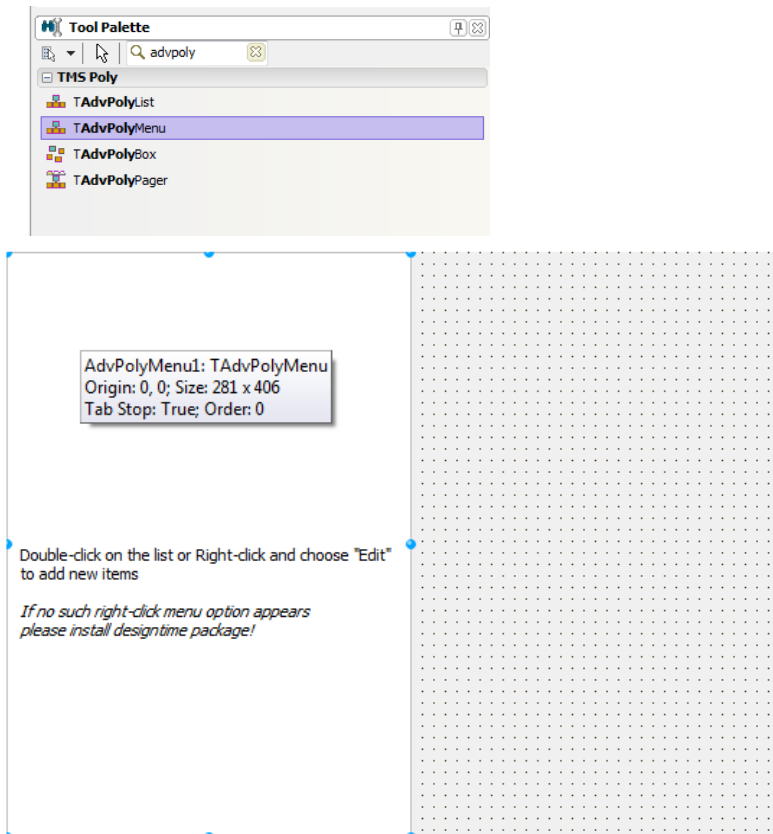 Tool Palette
advpoly
TMS Poly
TAdvPolyList
TAdvPolyMenu
TAdvPolyBox
TAdvPolyPager
AdvPolyMenu1: TAdvPolyMenu
Origin: 0, 0; Size: 281 x 406
Tab Stop: True; Order: 0
Double-click on the list or Right-click and choose "Edit"
to add new items
If no such right-click menu option appears
please install designtime package!